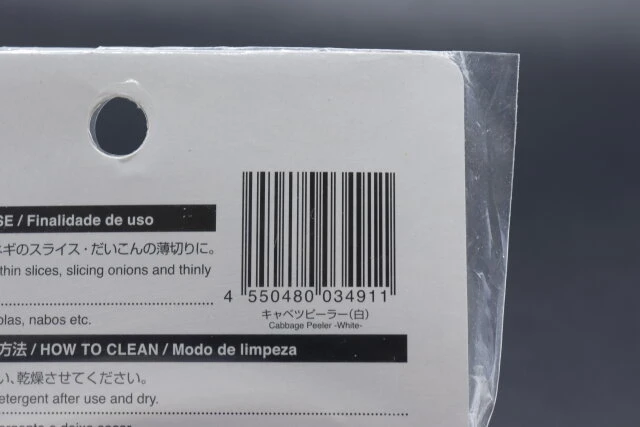 SE / Finalidade de uso
ネギのスライス・だいこんの薄切りに。
thin slices, slicing onions and thinly
olas, nabos etc.
4 550480 034911
キャベツピーラー(白)
Cabbage Peeler -White-
方法 / HOW TO CLEAN / Modo de limpeza
い、乾燥させてください。
detergent after use and dry.